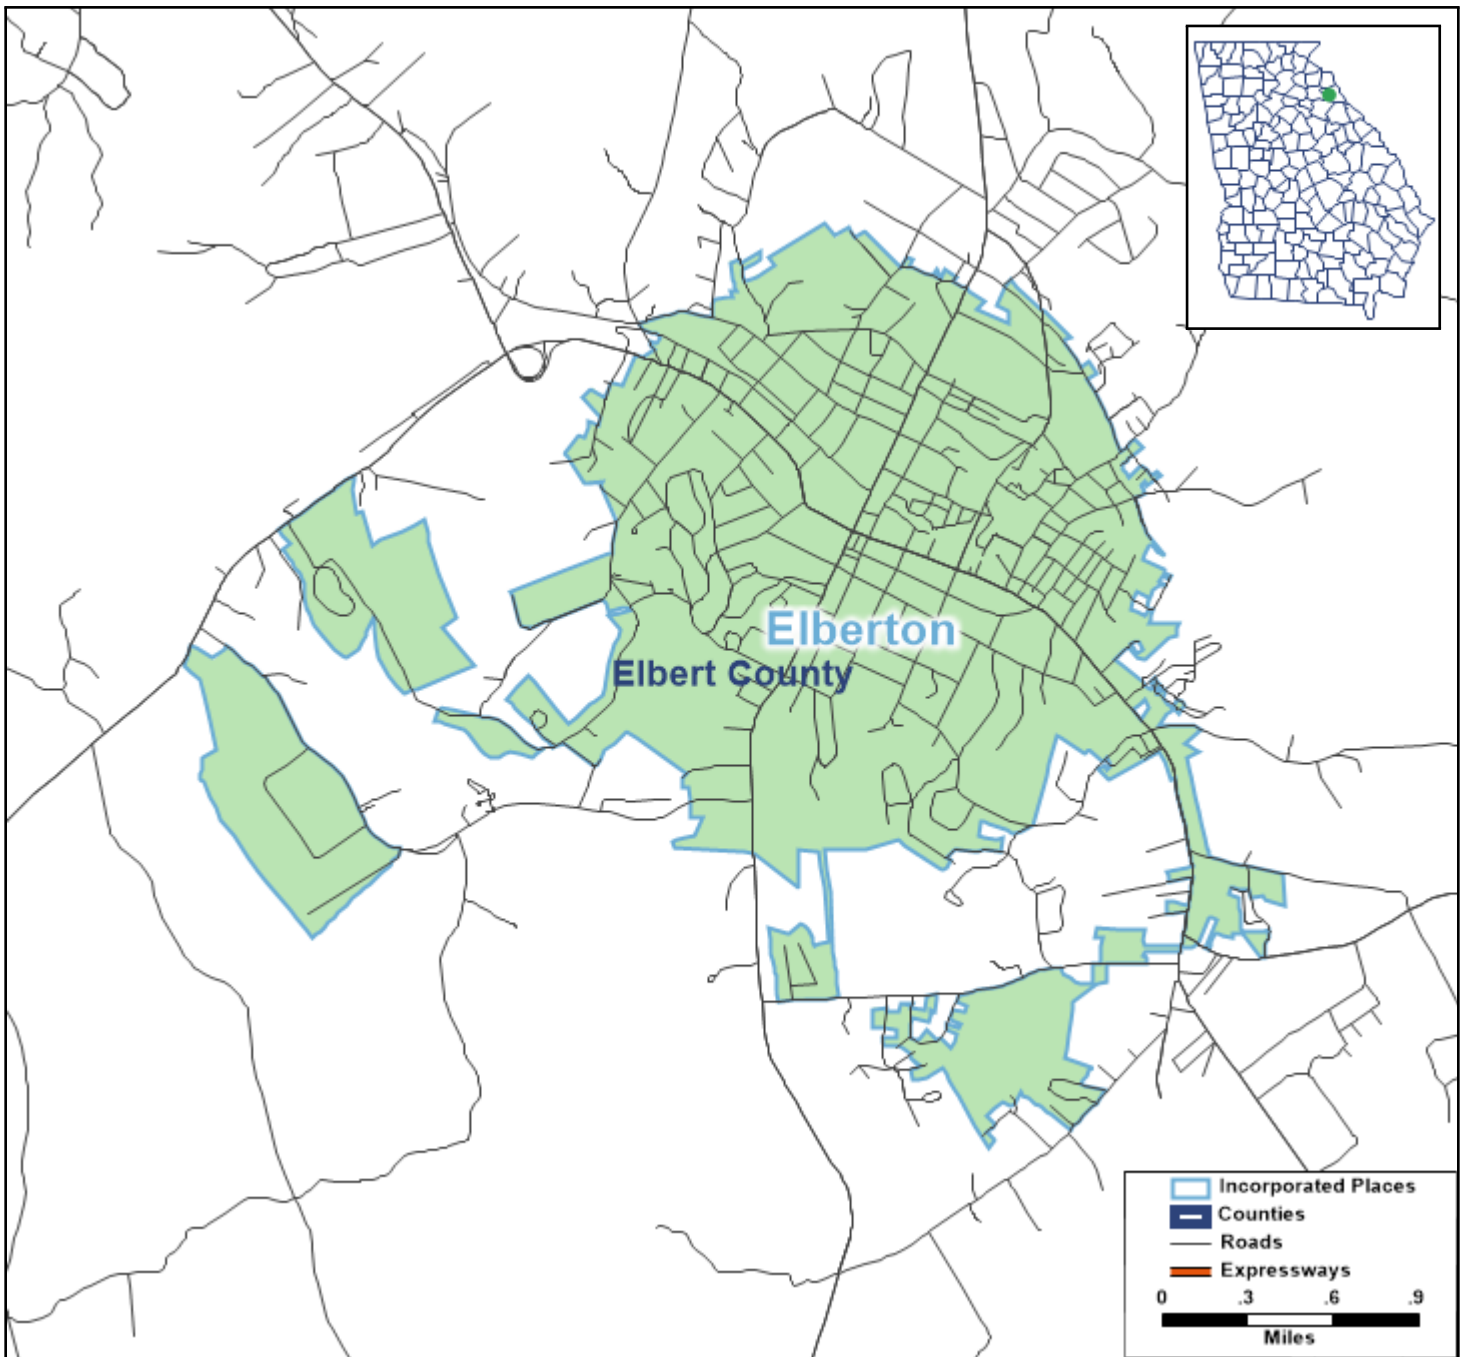 Elberton
Elbert County
Incorporated Places
Counties
Roads
Expressways
0 .3 .6 .9
Miles